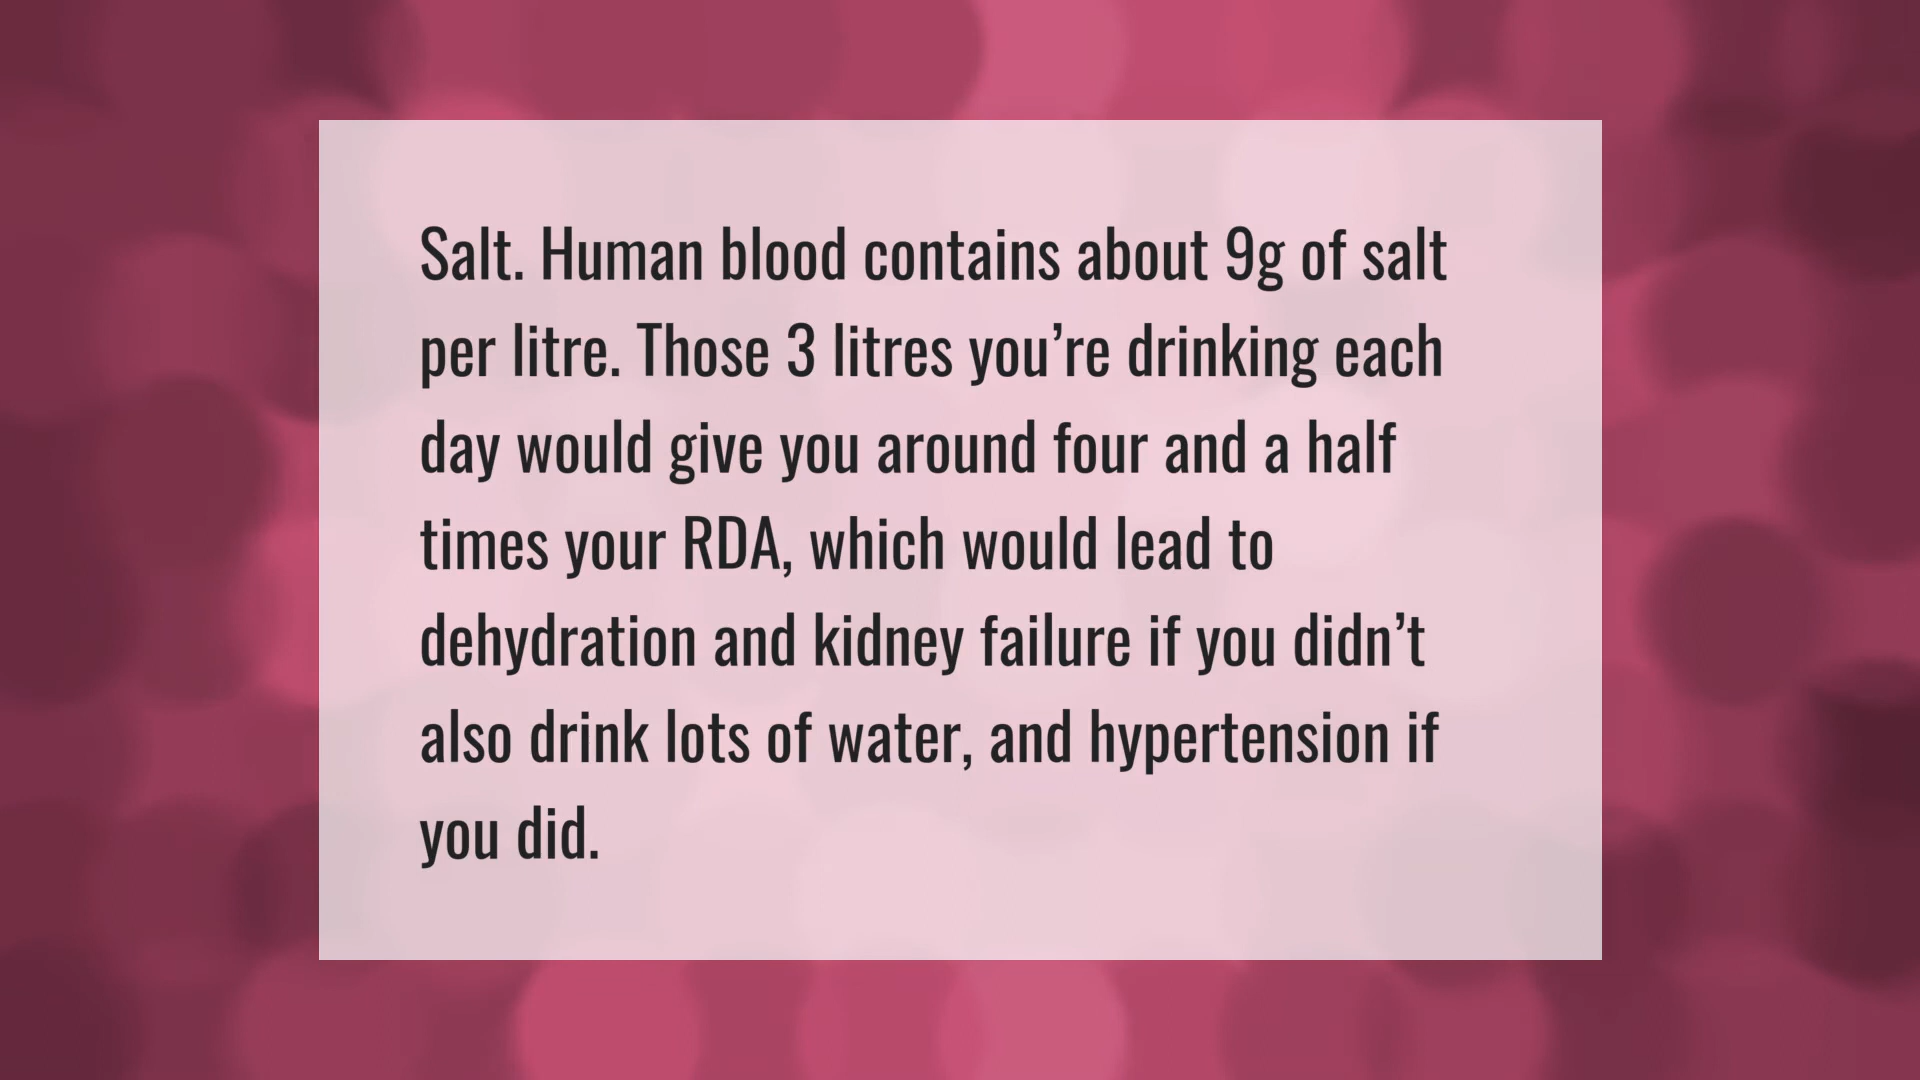 Salt. Human blood contains about 9g of salt
per litre. Those 3 litres you’re drinking each
day would give you around four and a half
times your RDA, which would lead to
dehydration and kidney failure if you didn’t
also drink lots of water, and hypertension if
you did.